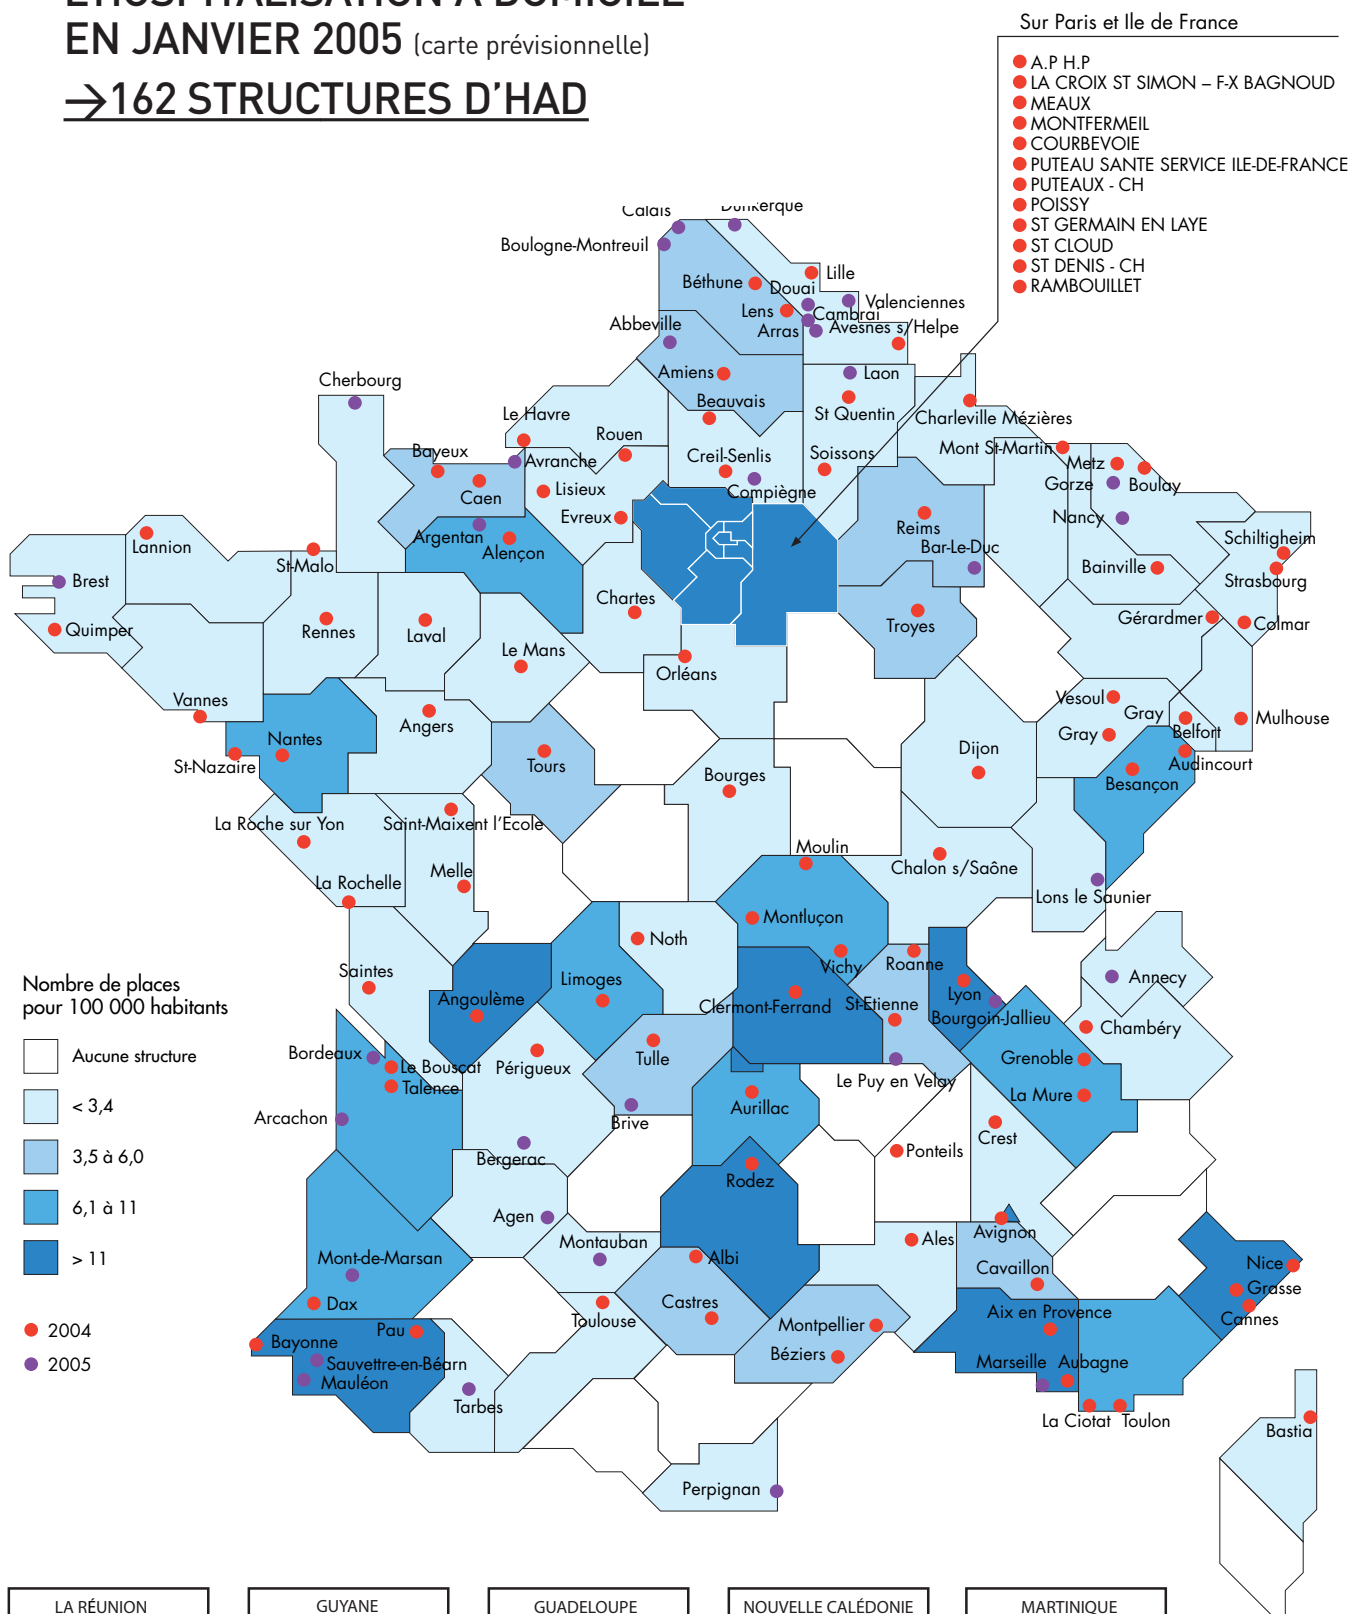 L'HOSPITALISATION À DOMICILE
EN JANVIER 2005 (carte prévisionnelle)
→162 STRUCTURES D'HAD
Sur Paris et Ile de France
A.P H.P
LA CROIX ST SIMON – F-X BAGNOUD
MEAUX
MONTFERMEIL
COURBEVOIE
PUTEAU SANTE SERVICE ILE-DE-FRANCE
PUTEAUX - CH
POISSY
ST GERMAIN EN LAYE
ST CLOUD
ST DENIS - CH
RAMBOUILLET
Calais
Dunkerque
Boulogne-Montreuil
Lille
Béthune
Douai
Valenciennes
Lens
Cambrai
Abbeville
Arras
Avesnes s/Helpe
Amiens
Laon
Cherbourg
Beauvais
St Quentin
Charleville Mézières
Le Havre
Rouen
Bayeux
Avranche
Creil-Senlis
Soissons
Mont St-Martin
Metz
Caen
Lisieux
Compiègne
Gorze
Boulay
Evreux
Reims
Nancy
Argentan
Alençon
Bar-Le-Duc
Schiltigheim
Lannion
St-Malo
Bainville
Strasbourg
Brest
Chartes
Quimper
Rennes
Laval
Troyes
Gérardmer
Colmar
Le Mans
Orléans
Vannes
Angers
Vesoul
Gray
Mulhouse
Nantes
Gray
Belfort
St-Nazaire
Tours
Dijon
Audincourt
Bourges
Besançon
La Roche sur Yon
Saint-Maixent l'Ecole
Moulin
Chalon s/Saône
La Rochelle
Melle
Lons le Saunier
Montluçon
Noth
Saintes
Limoges
Vichy
Roanne
Annecy
Angoulème
Clermont-Ferrand
St-Etienne
Lyon
Bourgoin-Jallieu
Chambéry
Bordeaux
Le Bouscat
Périgueux
Tulle
Grenoble
Talence
Le Puy en Velay
La Mure
Arcachon
Brive
Aurillac
Crest
Bergerac
Ponteils
Rodez
Agen
Montauban
Albi
Ales
Avignon
Mont-de-Marsan
Cavaillon
Nice
Dax
Castres
Grasse
Toulouse
Aix en Provence
Cannes
Bayonne
Pau
Montpellier
Sauvettre-en-Béarn
Béziers
Marseille
Aubagne
Mauléon
Tarbes
La Ciotat
Toulon
Bastia
Perpignan
Nombre de places
pour 100 000 habitants
Aucune structure
< 3,4
3,5 à 6,0
6,1 à 11
> 11
2004
2005
LA RÉUNION
GUYANE
GUADELOUPE
NOUVELLE CALÉDONIE
MARTINIQUE